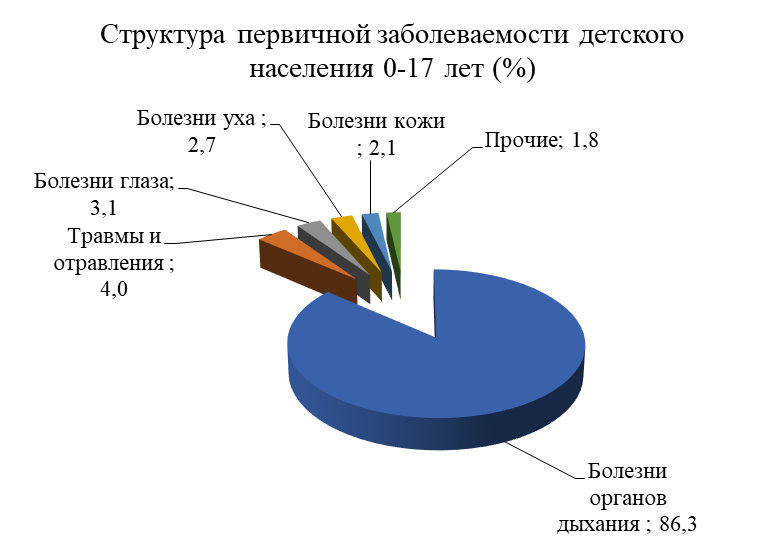 Структура первичной заболеваемости детского
населения 0-17 лет (%)
Болезни уха ;
2,7
Болезни кожи
; 2,1
Прочие; 1,8
Болезни глаза;
3,1
Травмы и
отравления ;
4,0
Болезни
органов
дыхания ; 86,3